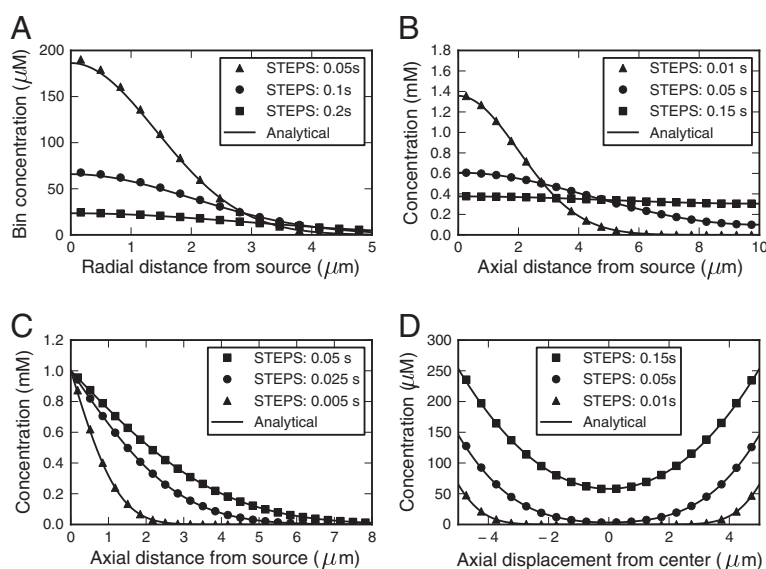 A
Bin concentration (μM)
200
150
100
50
0
0 1 2 3 4 5
Radial distance from source (μm)
STEPS: 0.05s
STEPS: 0.1s
STEPS: 0.2s
Analytical
B
Concentration (mM)
1.8
1.6
1.4
1.2
1.0
0.8
0.6
0.4
0.2
0.0
0 2 4 6 8 10
Axial distance from source (μm)
STEPS: 0.01 s
STEPS: 0.05 s
STEPS: 0.15 s
Analytical
C
Concentration (mM)
1.2
1.0
0.8
0.6
0.4
0.2
0.0
0 1 2 3 4 5 6 7 8
Axial distance from source (μm)
STEPS: 0.05 s
STEPS: 0.025 s
STEPS: 0.005 s
Analytical
D
Concentration (μM)
300
250
200
150
100
50
0
−4 −2 0 2 4
Axial displacement from center (μm)
STEPS: 0.15s
STEPS: 0.05s
STEPS: 0.01s
Analytical